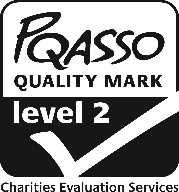 PQASSO
QUALITY MARK
level 2
Charities Evaluation Services